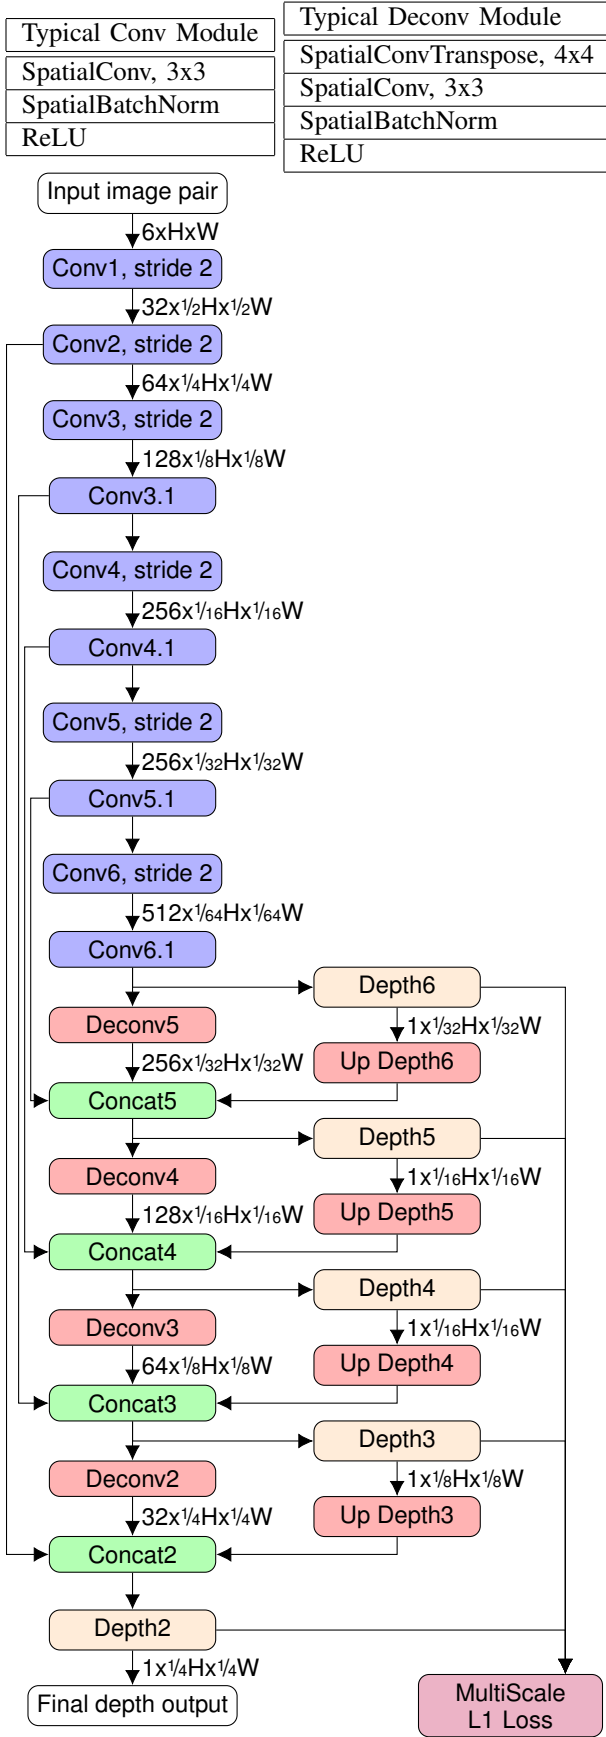 Typical Conv Module
SpatialConv, 3x3
SpatialBatchNorm
ReLU
Typical Deconv Module
SpatialConvTranspose, 4x4
SpatialConv, 3x3
SpatialBatchNorm
ReLU
Input image pair
6xHxW
Conv1, stride 2
32x1/2Hx1/2W
Conv2, stride 2
64x1/4Hx1/4W
Conv3, stride 2
128x1/8Hx1/8W
Conv3.1
Conv4, stride 2
256x1/16Hx1/16W
Conv4.1
Conv5, stride 2
256x1/32Hx1/32W
Conv5.1
Conv6, stride 2
512x1/64Hx1/64W
Conv6.1
Depth6
Deconv5
1x1/32Hx1/32W
256x1/32Hx1/32W
Up Depth6
Concat5
Depth5
Deconv4
1x1/16Hx1/16W
128x1/16Hx1/16W
Up Depth5
Concat4
Depth4
Deconv3
1x1/16Hx1/16W
64x1/8Hx1/8W
Up Depth4
Concat3
Depth3
Deconv2
1x1/8Hx1/8W
32x1/4Hx1/4W
Up Depth3
Concat2
Depth2
1x1/4Hx1/4W
Final depth output
MultiScale
L1 Loss